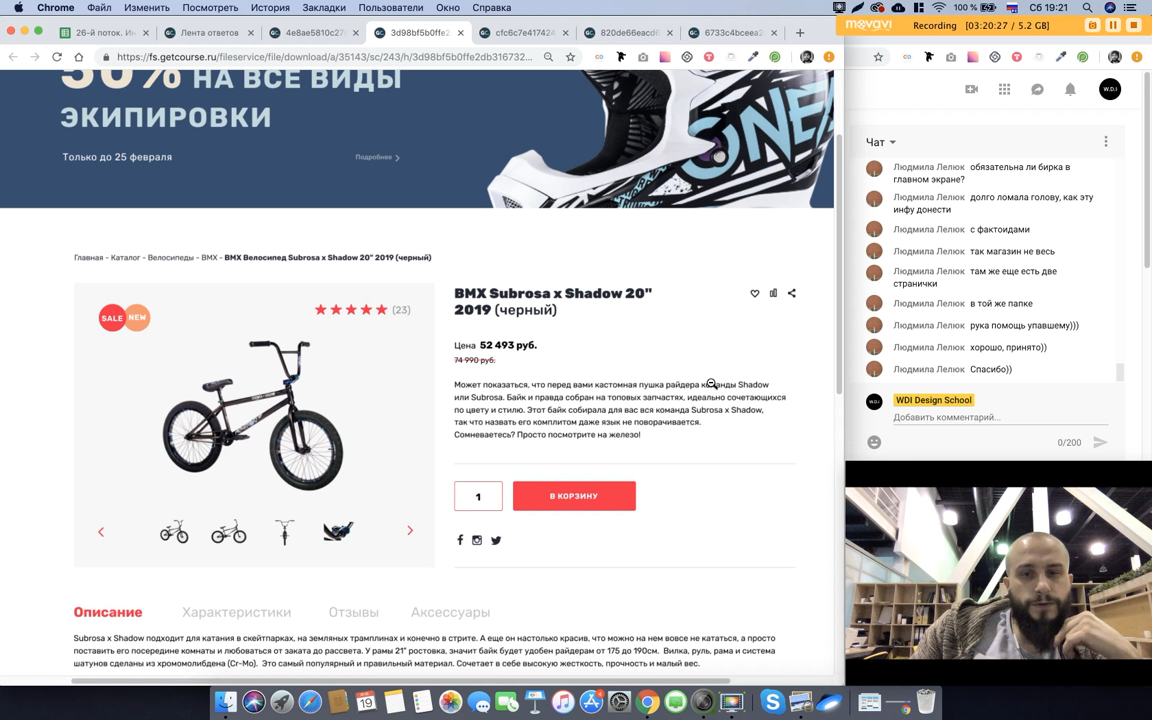 Chrome Файл Изменить Посмотреть История Закладки Пользователи Окно Справка
100 % Сб 19:21
movavi Recording [03:20:27 / 5.2 GB]
26-й поток. Ин
Лента ответов
4e8ae5810c27
3d98bf5b0ffe2
cfc6c7e417424
820de66eacd6
6733c4bceea2
https://fs.getcourse.ru/fileservice/file/download/a/35143/sc/243/h/3d98bf5b0ffe2db316732...
50% НА ВСЕ ВИДЫ
ЭКИПИРОВКИ
Только до 25 февраля
Подробнее
ONE
Главная - Каталог - Велосипеды - BMX - BMX Велосипед Subrosa x Shadow 20" 2019 (черный)
SALE NEW
(23)
BMX Subrosa x Shadow 20"
2019 (черный)
Цена 52 493 руб.
74 990 руб.
Может показаться, что перед вами кастомная пушка райдера команды Shadow
или Subrosa. Байк и правда собран на топовых запчастях, идеально сочетающихся
по цвету и стилю. Этот байк собирала для вас вся команда Subrosa x Shadow,
так что назвать его комплитом даже язык не поворачивается.
Сомневаетесь? Просто посмотрите на железо!
1
В КОРЗИНУ
Описание Характеристики Отзывы Аксессуары
Subrosa x Shadow подходит для катания в скейтпарках, на земляных трамплинах и конечно в стрите. А еще он настолько красив, что можно на нем вовсе не кататься, а просто
поставить его посередине комнаты и любоваться от заката до рассвета. У рамы 21" ростовка, значит байк будет удобен райдерам от 175 до 190см. Вилка, руль, рама и система
шатунов сделаны из хромомолибдена (Cr-Mo). Это самый популярный и правильный материал. Сочетает в себе высокую жесткость, прочность и малый вес.
W.D.I
Чат
Людмила Лелюк обязательна ли бирка в
главном экране?
Людмила Лелюк долго ломала голову, как эту
инфу донести
Людмила Лелюк с фактоидами
Людмила Лелюк так магазин не весь
Людмила Лелюк там же еще есть две
странички
Людмила Лелюк в той же папке
Людмила Лелюк рука помощь упавшему)))
Людмила Лелюк хорошо, принято))
Людмила Лелюк Спасибо))
W.D.I
WDI Design School
Добавить комментарий...
0/200
19